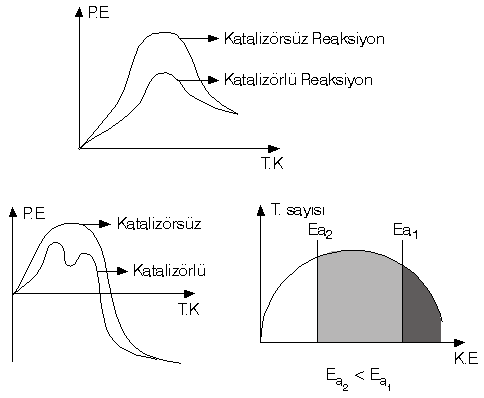 P.E
Katalizörsüz Reaksiyon
Katalizörlü Reaksiyon
T.K
P.E
Katalizörsüz
Katalizörlü
T.K
T. sayısı
Ea₂
Ea₁
K.E
Eₐ₂ < Eₐ₁